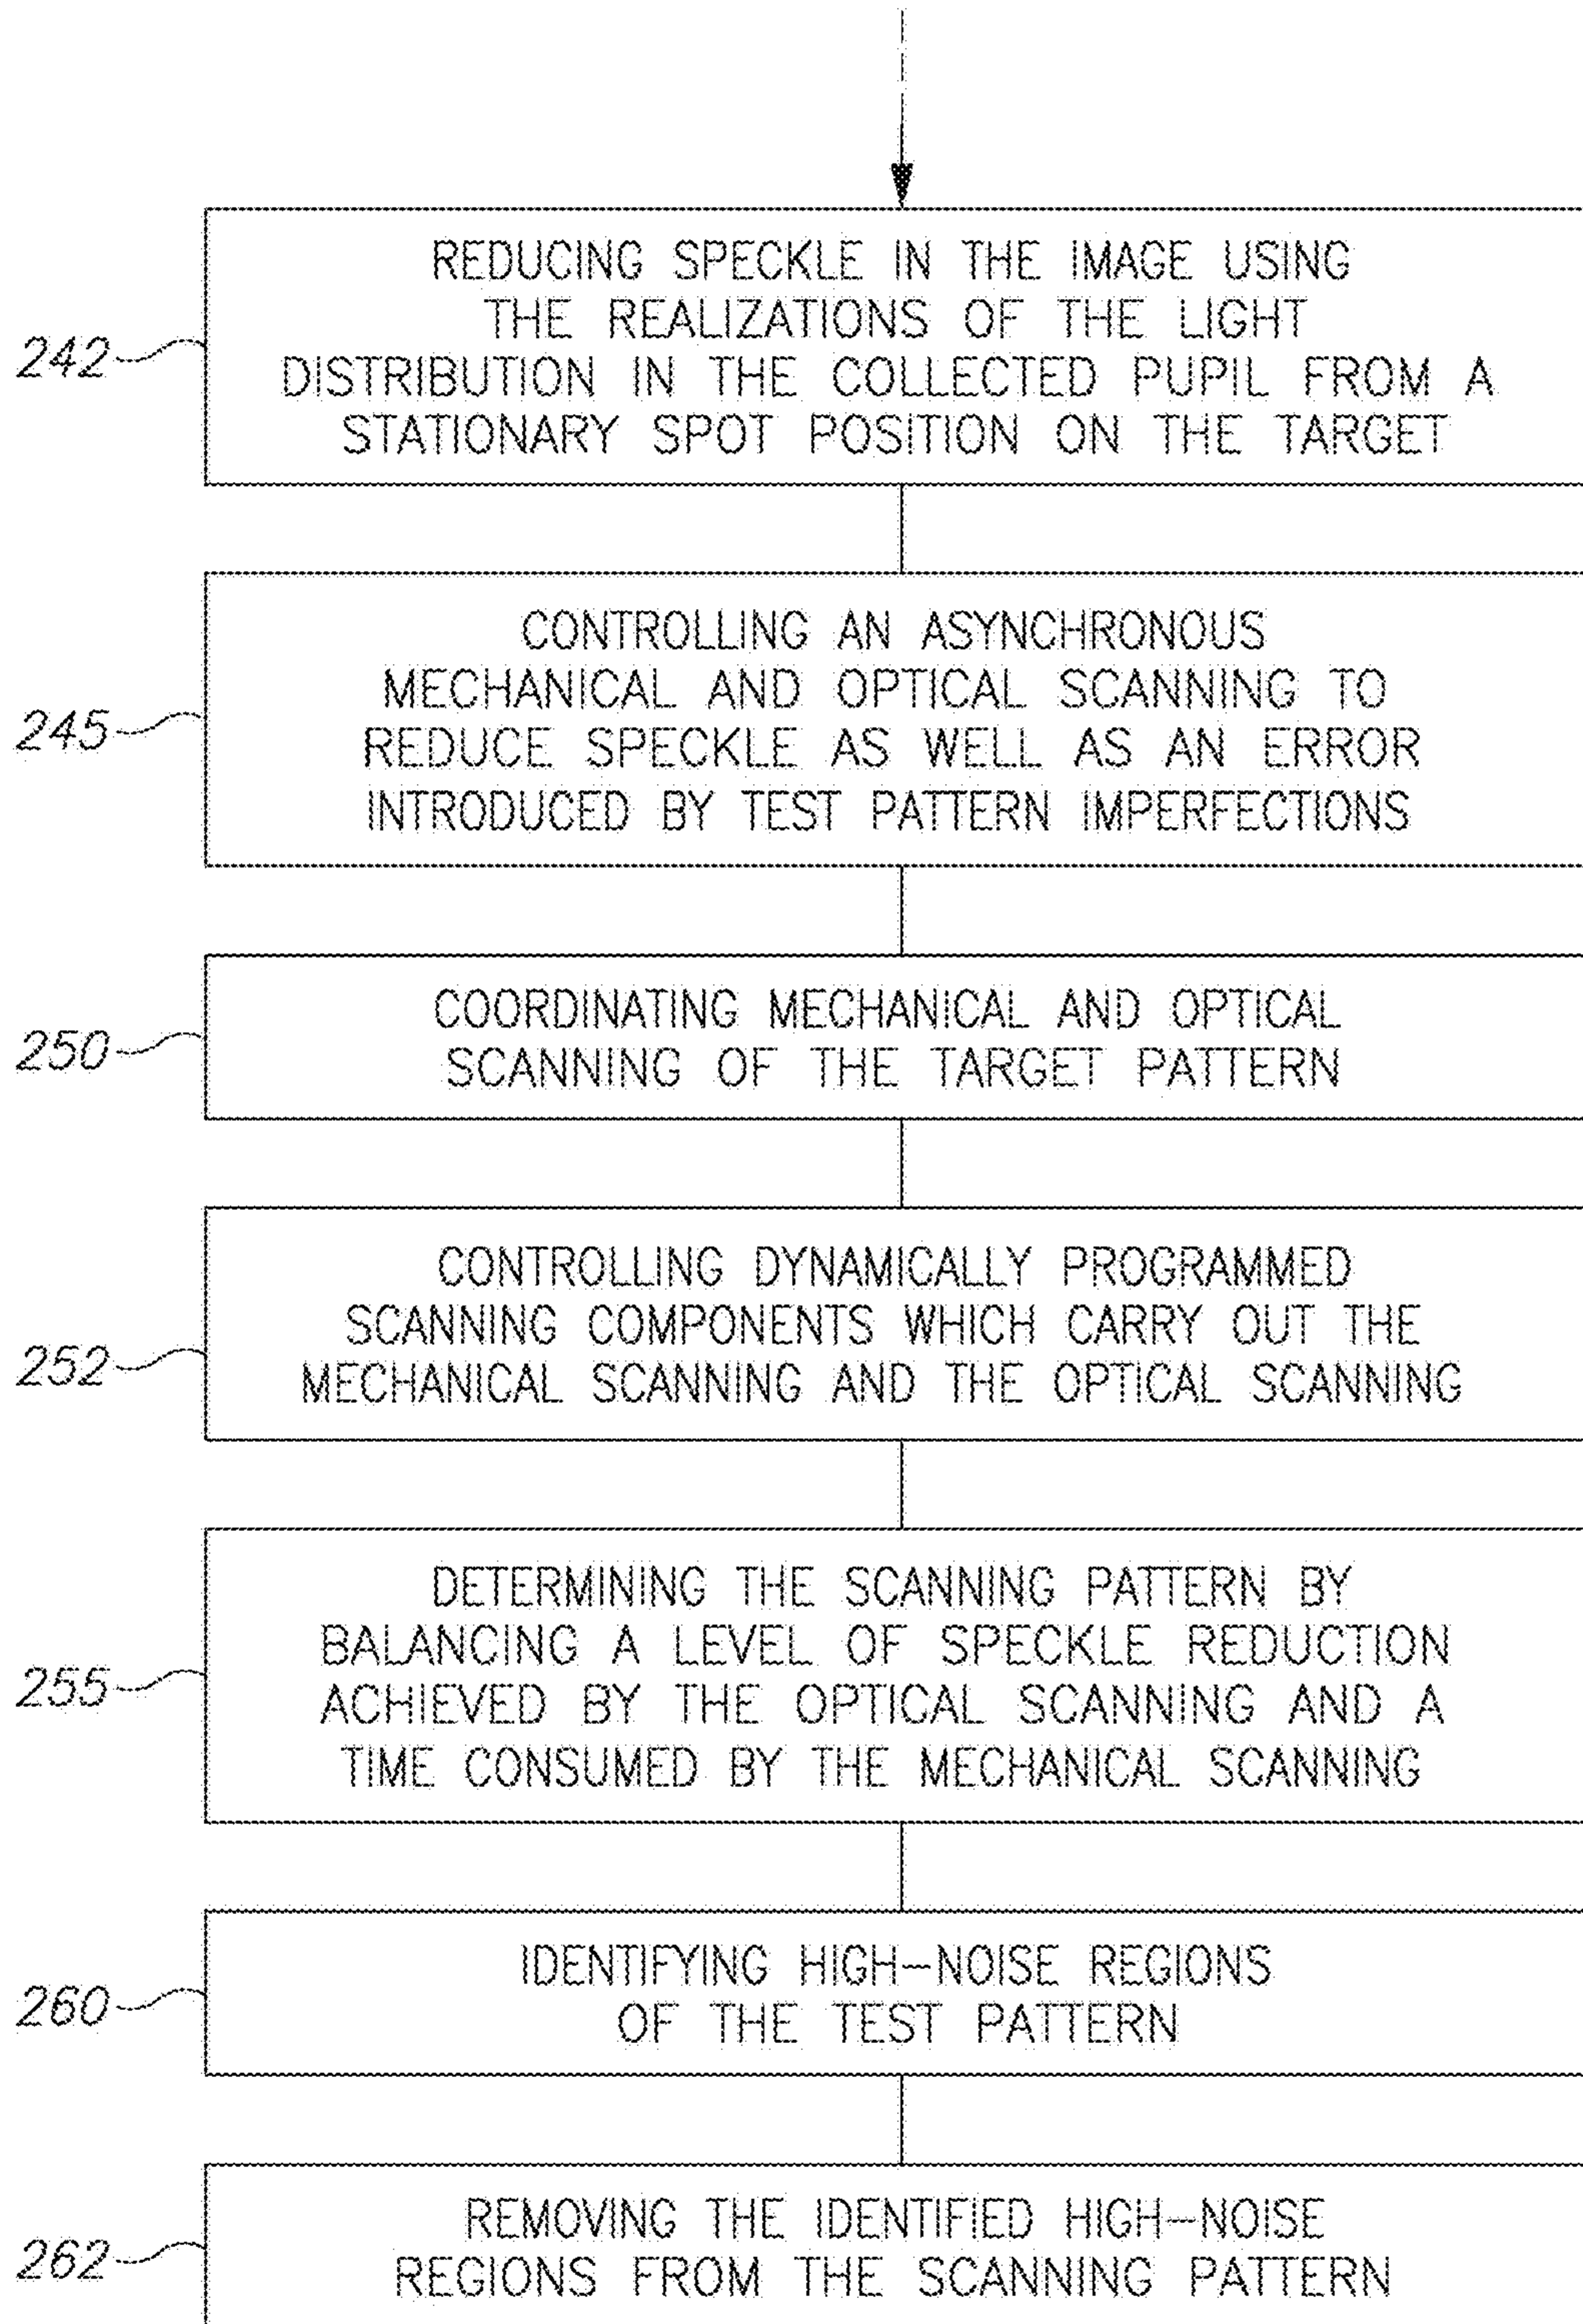 242
REDUCING SPECKLE IN THE IMAGE USING
THE REALIZATIONS OF THE LIGHT
DISTRIBUTION IN THE COLLECTED PUPIL FROM A
STATIONARY SPOT POSITION ON THE TARGET
245
CONTROLLING AN ASYNCHRONOUS
MECHANICAL AND OPTICAL SCANNING TO
REDUCE SPECKLE AS WELL AS AN ERROR
INTRODUCED BY TEST PATTERN IMPERFECTIONS
250
COORDINATING MECHANICAL AND OPTICAL
SCANNING OF THE TARGET PATTERN
252
CONTROLLING DYNAMICALLY PROGRAMMED
SCANNING COMPONENTS WHICH CARRY OUT THE
MECHANICAL SCANNING AND THE OPTICAL SCANNING
255
DETERMINING THE SCANNING PATTERN BY
BALANCING A LEVEL OF SPECKLE REDUCTION
ACHIEVED BY THE OPTICAL SCANNING AND A
TIME CONSUMED BY THE MECHANICAL SCANNING
260
IDENTIFYING HIGH-NOISE REGIONS
OF THE TEST PATTERN
262
REMOVING THE IDENTIFIED HIGH-NOISE
REGIONS FROM THE SCANNING PATTERN